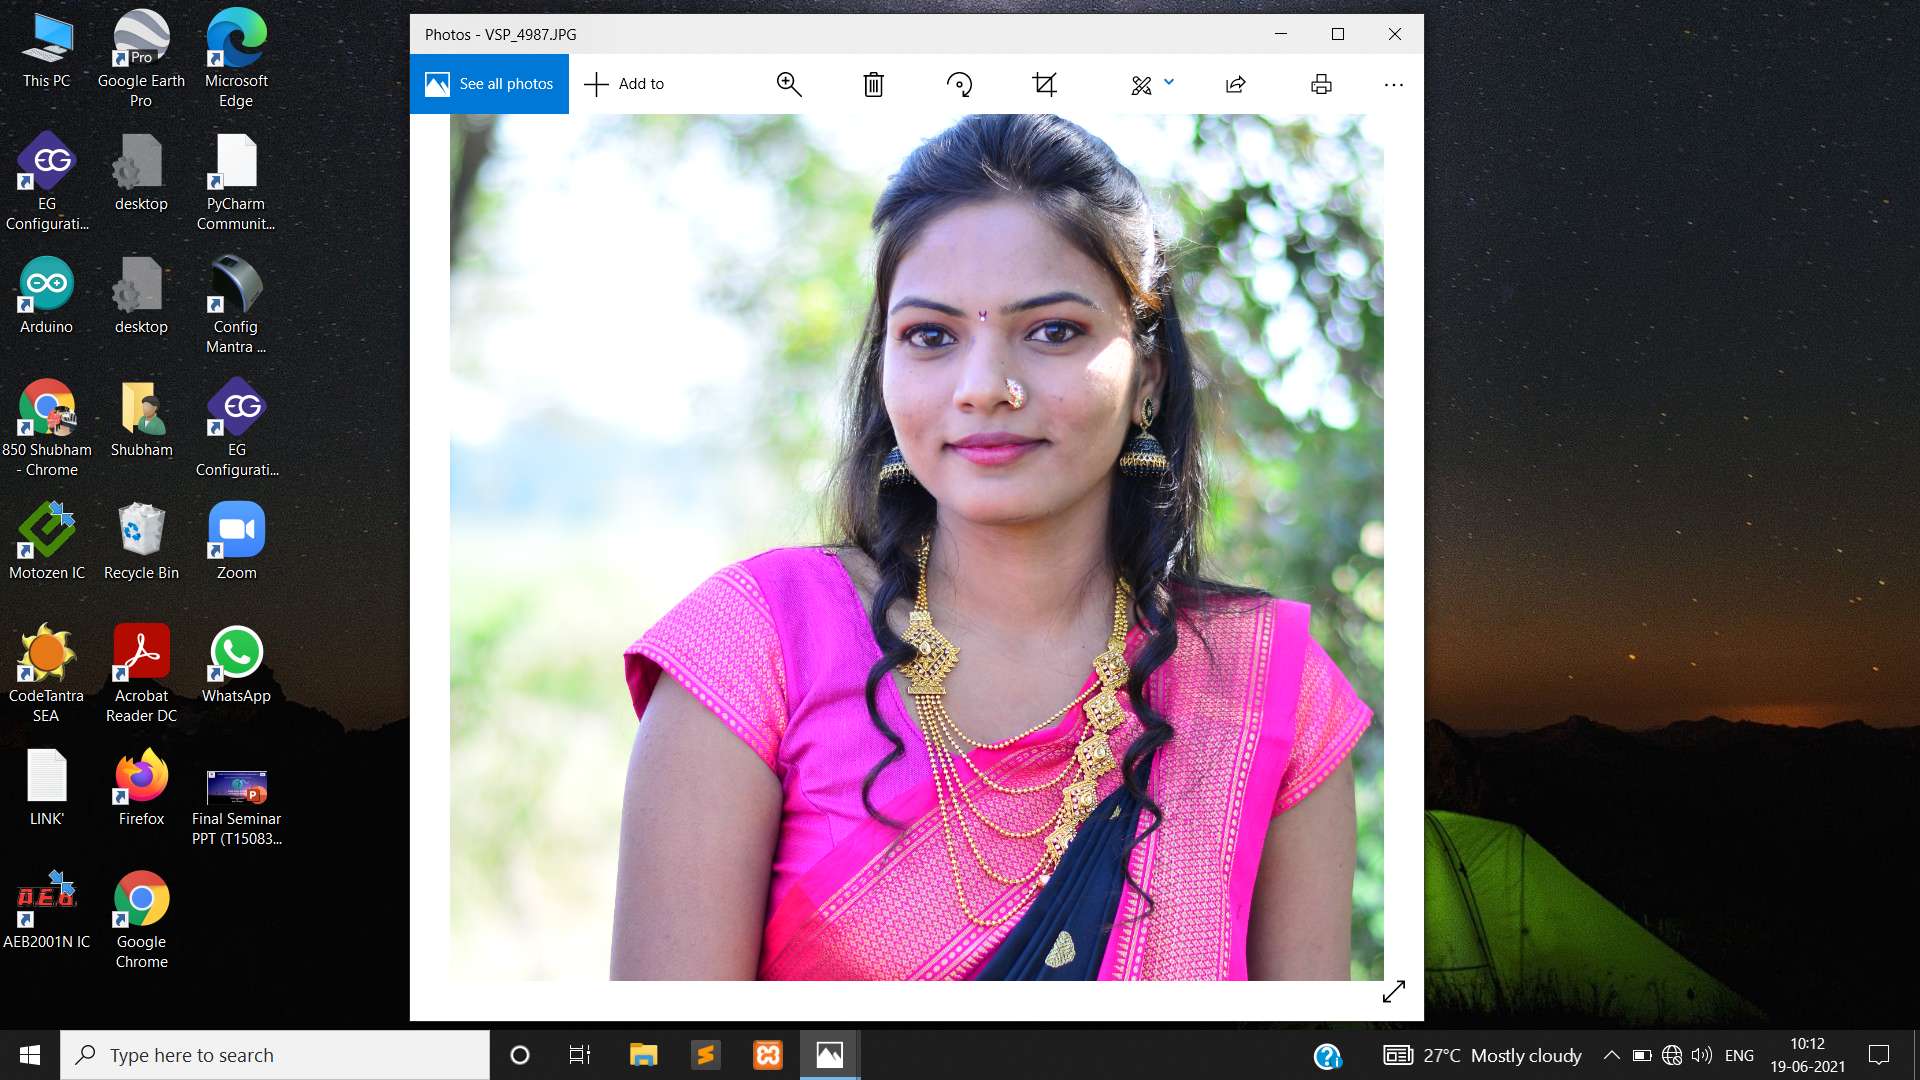 Photos - VSP_4987.JPG
See all photos
Add to
This PC
Google Earth
Pro
Microsoft
Edge
EG
Configurati...
desktop
PyCharm
Communit...
Arduino
desktop
Config
Mantra ...
850 Shubham
- Chrome
Shubham
EG
Configurati...
Motozen IC
Recycle Bin
Zoom
CodeTantra
SEA
Acrobat
Reader DC
WhatsApp
LINK'
Firefox
Final Seminar
PPT (T15083...
AEB2001N IC
Google
Chrome
Pro
EG
EG
P
Type here to search
27°C Mostly cloudy
ENG
10:12
19-06-2021